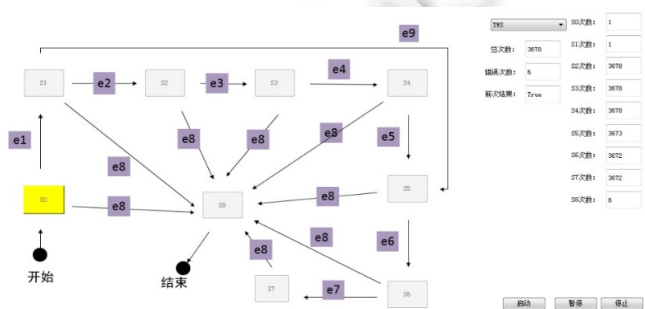 e9
S1
e2
S2
e3
S3
e4
S4
e1
e8
e8
e8
e8
e5
e8
S0
e8
S8
e8
S5
开始
结束
e8
e8
e6
S7
e7
S6
TMS
总次数: 3678
错误次数: 6
前次结果: True
S0次数: 1
S1次数: 1
S2次数: 3678
S3次数: 3678
S4次数: 3678
S5次数: 3673
S6次数: 3672
S7次数: 3672
S8次数: 6
启动 暂停 停止